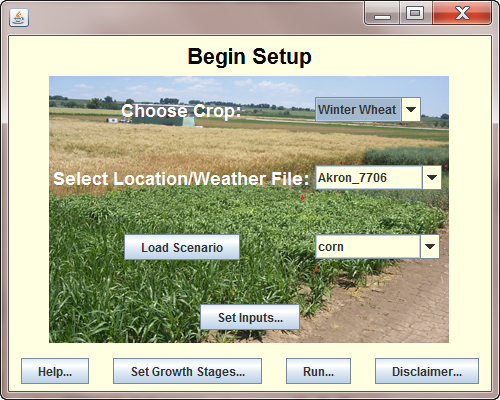 Begin Setup
Choose Crop: Winter Wheat
Select Location/Weather File: Akron_7706
Load Scenario corn
Set Inputs...
Help... Set Growth Stages... Run... Disclaimer...